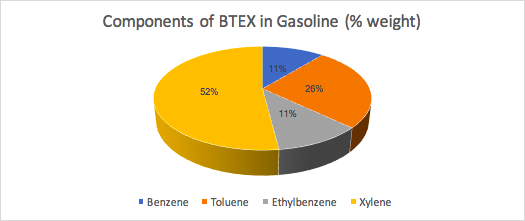 Components of BTEX in Gasoline (% weight)
11%
26%
52%
11%
Benzene Toluene Ethylbenzene Xylene